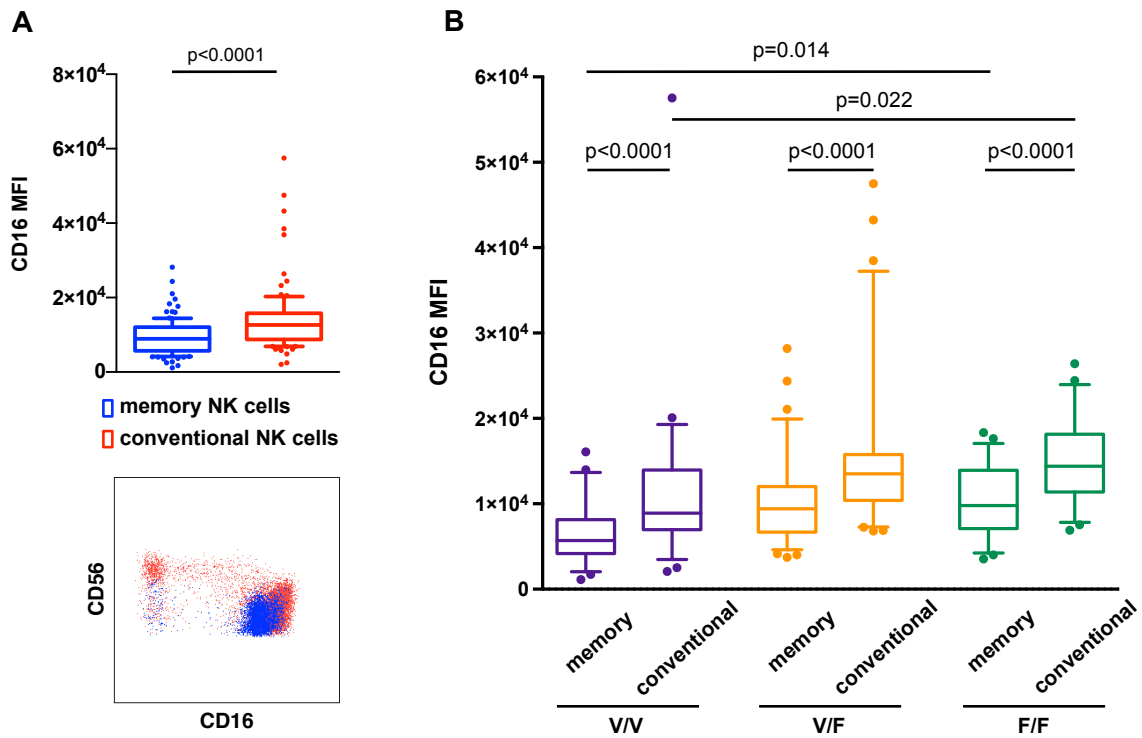 A
p<0.0001
8×10⁴
6×10⁴
4×10⁴
2×10⁴
0
CD16 MFI
memory NK cells
conventional NK cells
CD56
CD16
B
p=0.014
p=0.022
p<0.0001 p<0.0001 p<0.0001
6×10⁴
5×10⁴
4×10⁴
3×10⁴
2×10⁴
1×10⁴
0
CD16 MFI
memory conventional memory conventional memory conventional
V/V V/F F/F